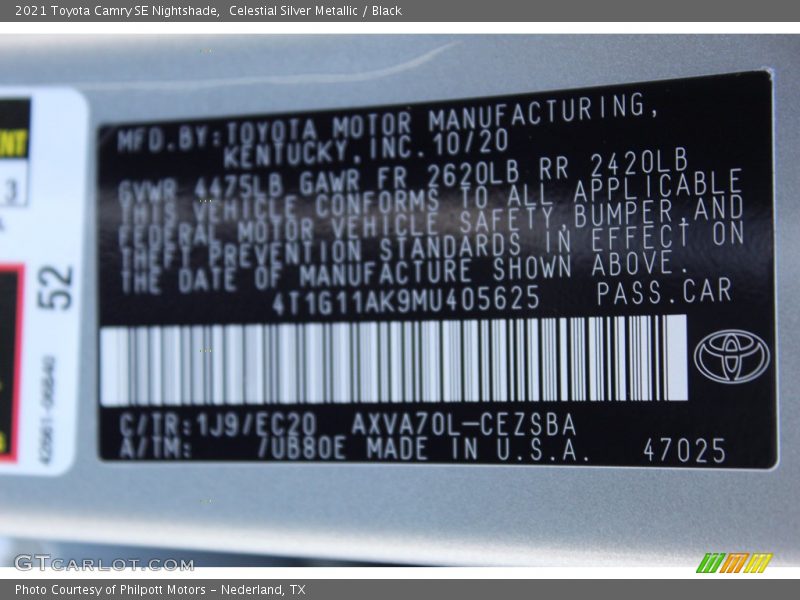 2021 Toyota Camry SE Nightshade,  Celestial Silver Metallic / Black
MFD.BY:TOYOTA MOTOR MANUFACTURING,
KENTUCKY,INC.10/20
GVWR 4475LB GAWR FR 2620LB RR 2420LB
THIS VEHICLE CONFORMS TO ALL APPLICABLE
FEDERAL MOTOR VEHICLE SAFETY,BUMPER,AND
THEFT PREVENTION STANDARDS IN EFFECT ON
THE DATE OF MANUFACTURE SHOWN ABOVE.
4T1G11AK9MU405625 PASS.CAR
C/TR:1J9/EC20 AXVA70L-CEZSBA
A/TM: /UB80E MADE IN U.S.A. 47025
NT
3
52
GTCARLOT.COM
Photo Courtesy of Philpott Motors - Nederland, TX